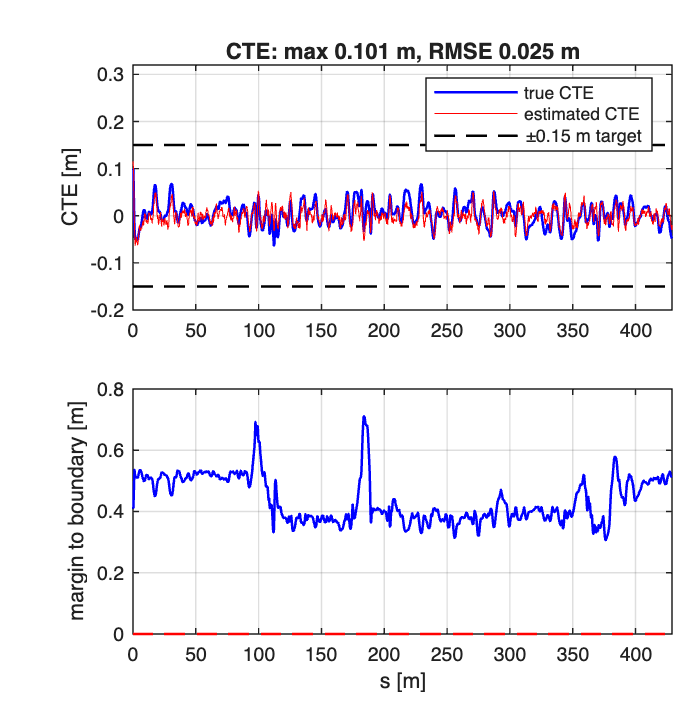 CTE: max 0.101 m, RMSE 0.025 m
0.3
0.2
0.1
0
-0.1
-0.2
CTE [m]
true CTE
estimated CTE
±0.15 m target
0 50 100 150 200 250 300 350 400
0.8
0.6
0.4
0.2
0
margin to boundary [m]
0 50 100 150 200 250 300 350 400
s [m]